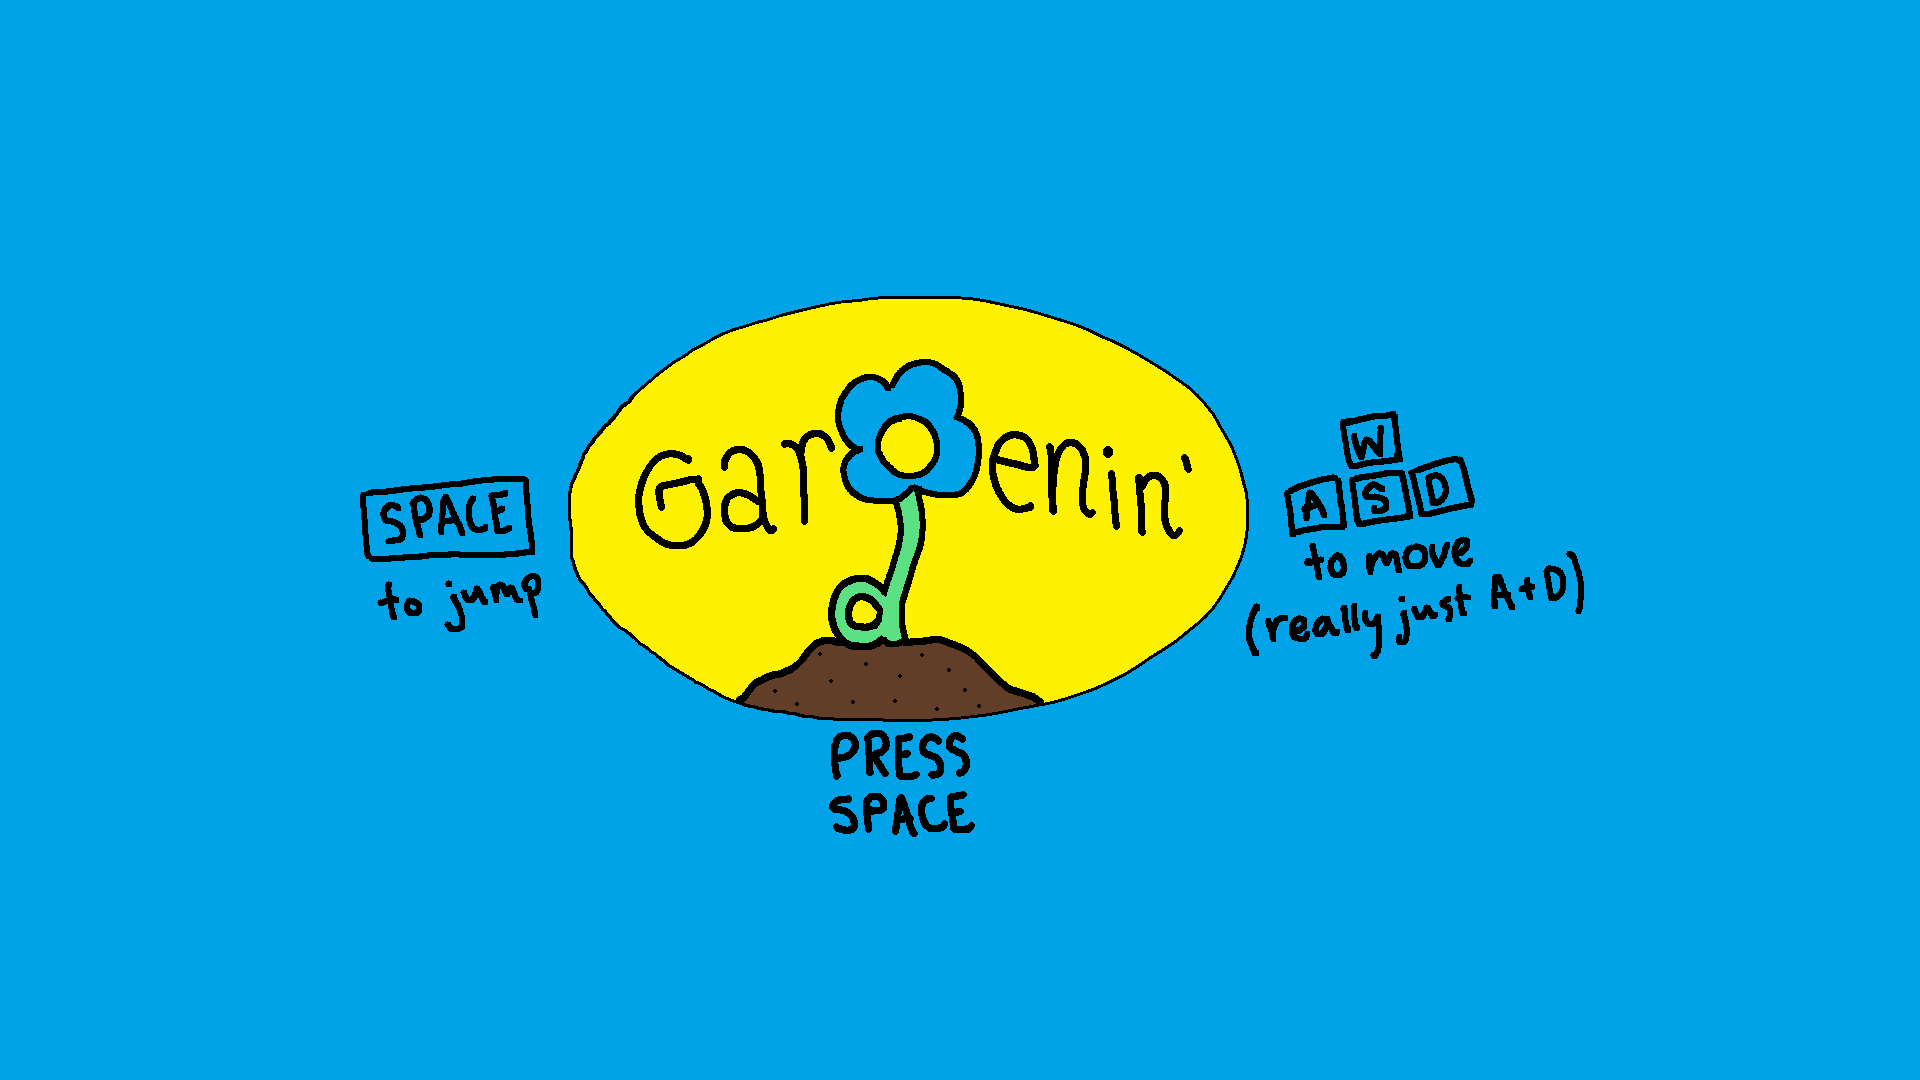 Gardenin'
SPACE
to jump
W
A S D
to move
(really just A+D)
PRESS
SPACE